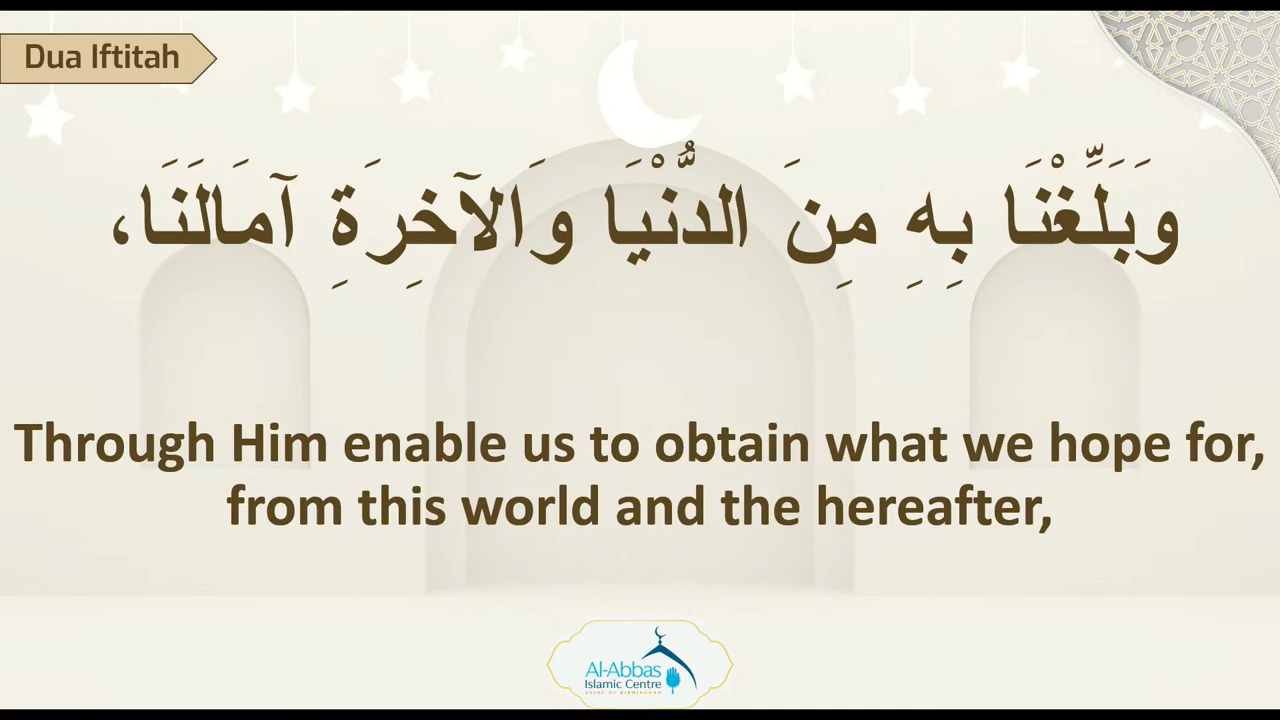 Dua Iftitah
وَبَلِّغْنَا بِهِ مِنَ الدُّنْيَا وَالآخِرَةِ آمَالَنَا،
Through Him enable us to obtain what we hope for,
from this world and the hereafter,
Al-Abbas
Islamic Centre